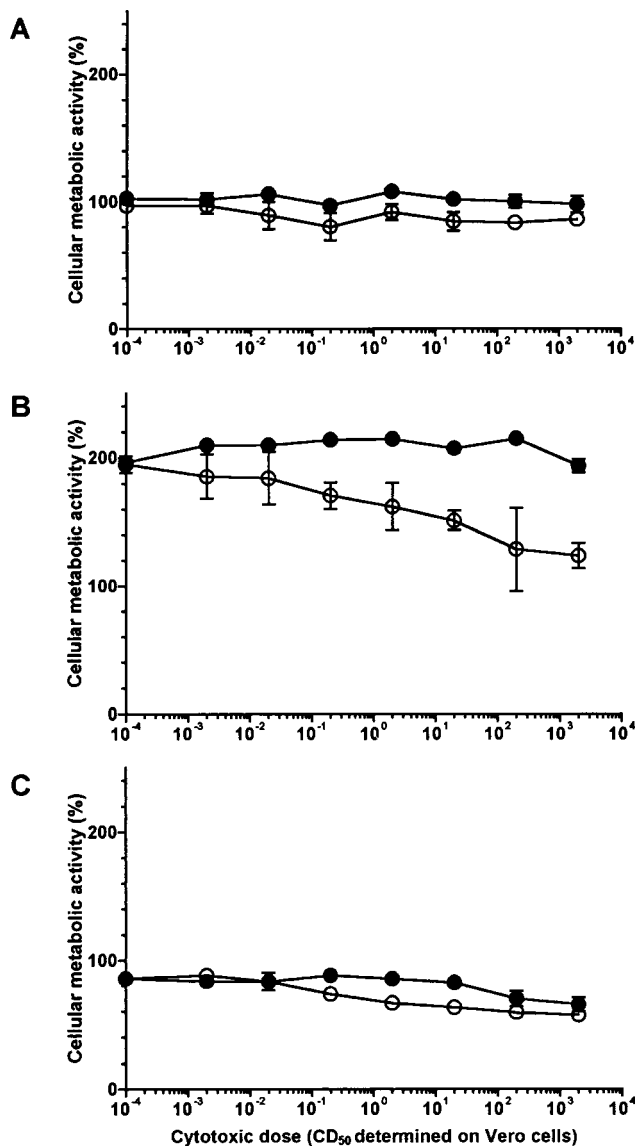 A
Cellular metabolic activity (%)
200
100
0
10⁻⁴ 10⁻³ 10⁻² 10⁻¹ 10⁰ 10¹ 10² 10³ 10⁴
B
Cellular metabolic activity (%)
200
100
0
10⁻⁴ 10⁻³ 10⁻² 10⁻¹ 10⁰ 10¹ 10² 10³ 10⁴
C
Cellular metabolic activity (%)
200
100
0
10⁻⁴ 10⁻³ 10⁻² 10⁻¹ 10⁰ 10¹ 10² 10³ 10⁴
Cytotoxic dose (CD₅₀ determined on Vero cells)